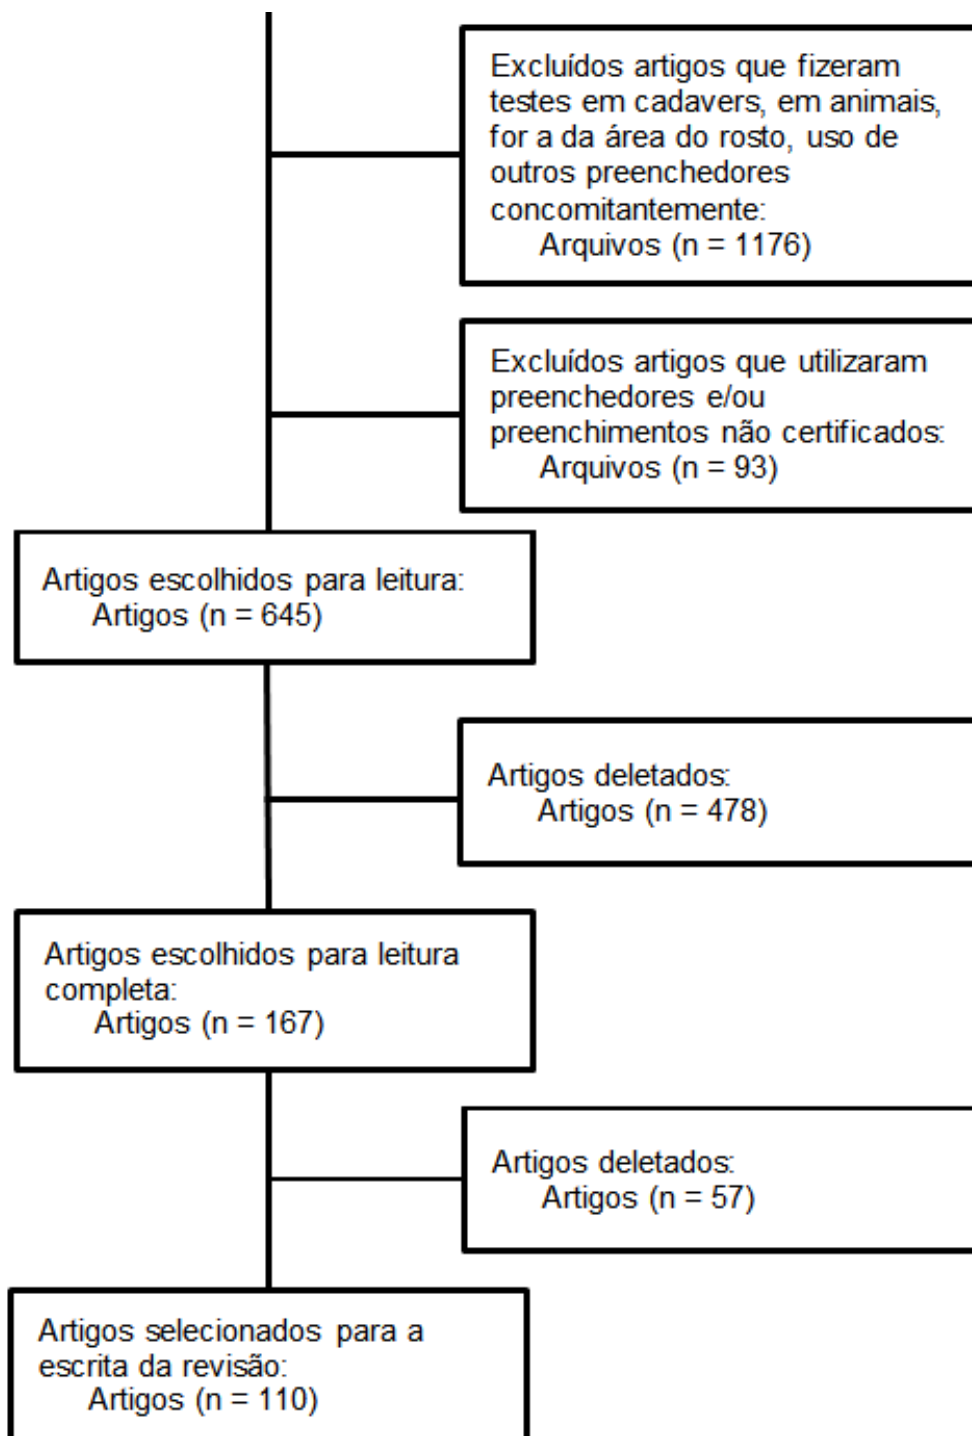 Excluídos artigos que fizeram
testes em cadavers, em animais,
for a da área do rosto, uso de
outros preenchedores
concomitantemente:
Arquivos (n = 1176)
Excluídos artigos que utilizaram
preenchedores e/ou
preenchimentos não certificados:
Arquivos (n = 93)
Artigos escolhidos para leitura:
Artigos (n = 645)
Artigos deletados:
Artigos (n = 478)
Artigos escolhidos para leitura
completa:
Artigos (n = 167)
Artigos deletados:
Artigos (n = 57)
Artigos selecionados para a
escrita da revisão:
Artigos (n = 110)